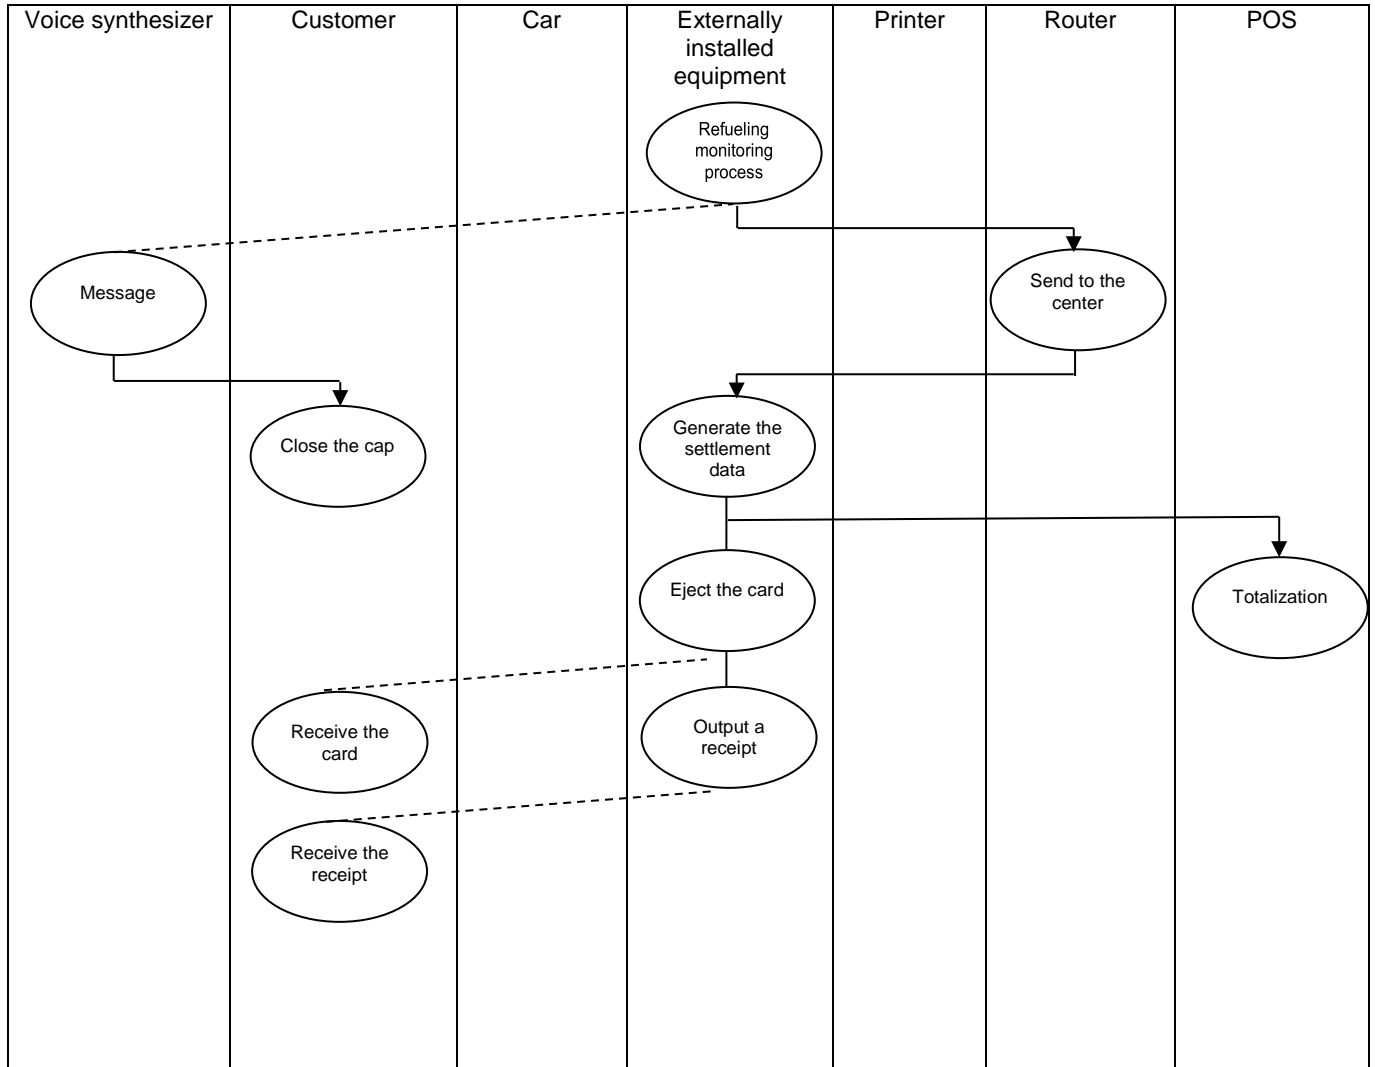 Voice synthesizer
Customer
Car
Externally
installed
equipment
Printer
Router
POS
Refueling
monitoring
process
Message
Send to the
center
Close the cap
Generate the
settlement
data
Eject the card
Totalization
Receive the
card
Output a
receipt
Receive the
receipt